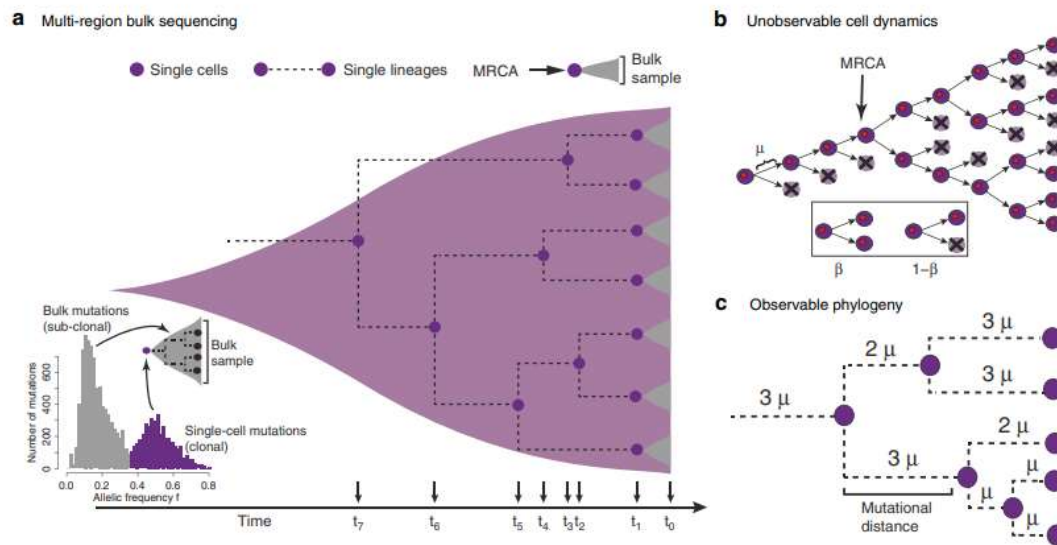 a Multi-region bulk sequencing
Single cells
Single lineages
MRCA
Bulk
sample
Bulk mutations
(sub-clonal)
Bulk
sample
Single-cell mutations
(clonal)
Number of mutations
600
400
200
0
0.0 0.2 0.4 0.6 0.8
Allelic frequency f
Time
t7 t6 t5 t4 t3 t2 t1 t0
b Unobservable cell dynamics
MRCA
μ
β 1–β
c Observable phylogeny
3 μ
2 μ
3 μ
3 μ
2 μ
3 μ
μ
μ
μ
Mutational
distance